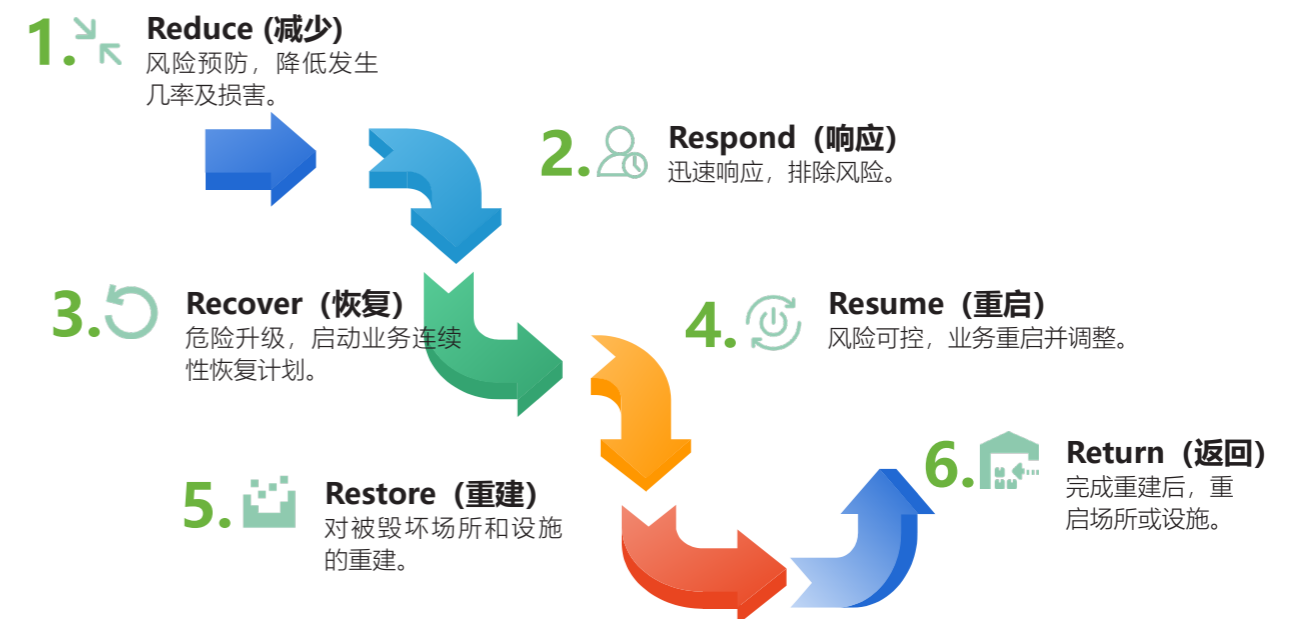 1.
Reduce (减少)
风险预防，降低发生
几率及损害。
2.
Respond（响应）
迅速响应，排除风险。
3.
Recover（恢复）
危险升级，启动业务连续
性恢复计划。
4.
Resume（重启）
风险可控，业务重启并调整。
5.
Restore（重建）
对被毁坏场所和设施
的重建。
6.
Return（返回）
完成重建后，重
启场所或设施。